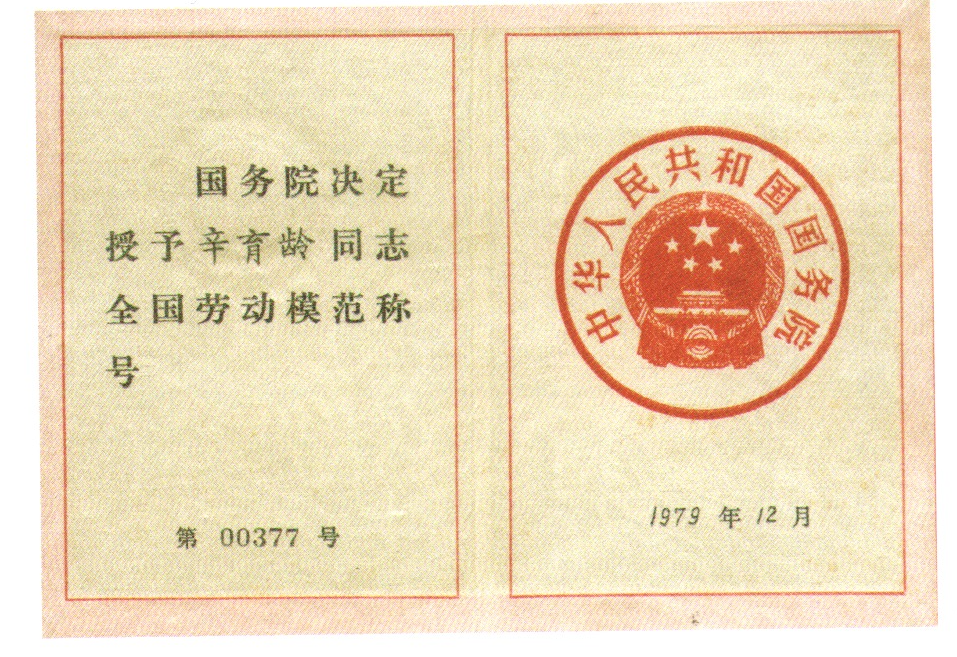 国务院决定
授予辛育龄同志
全国劳动模范称
号
第 00377 号
中华人民共和国国务院
1979 年 12 月